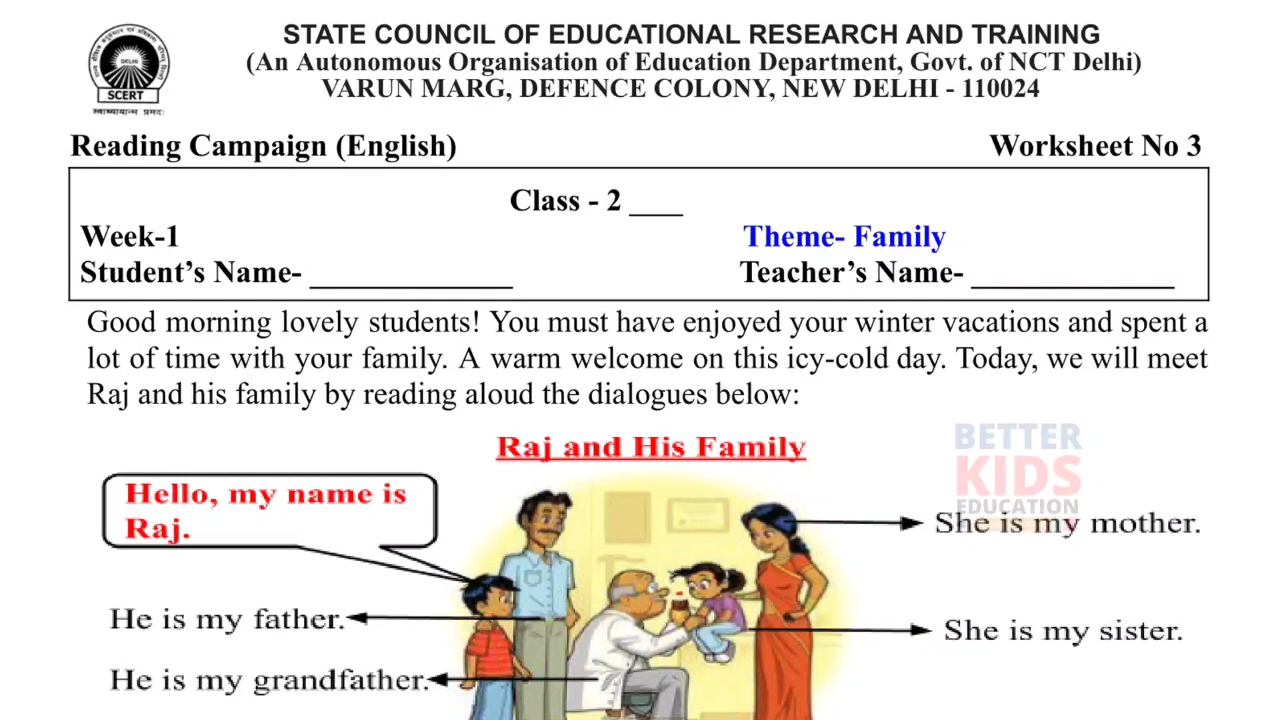 STATE COUNCIL OF EDUCATIONAL RESEARCH AND TRAINING
(An Autonomous Organisation of Education Department, Govt. of NCT Delhi)
VARUN MARG, DEFENCE COLONY, NEW DELHI - 110024
DELHI
SCERT
Reading Campaign (English) Worksheet No 3
Class - 2 ____
Week-1 Theme- Family
Student’s Name- _______________ Teacher’s Name- _______________
Good morning lovely students! You must have enjoyed your winter vacations and spent a
lot of time with your family. A warm welcome on this icy-cold day. Today, we will meet
Raj and his family by reading aloud the dialogues below:
Raj and His Family
BETTER
KIDS
EDUCATION
Hello, my name is
Raj.
She is my mother.
He is my father.
She is my sister.
He is my grandfather.